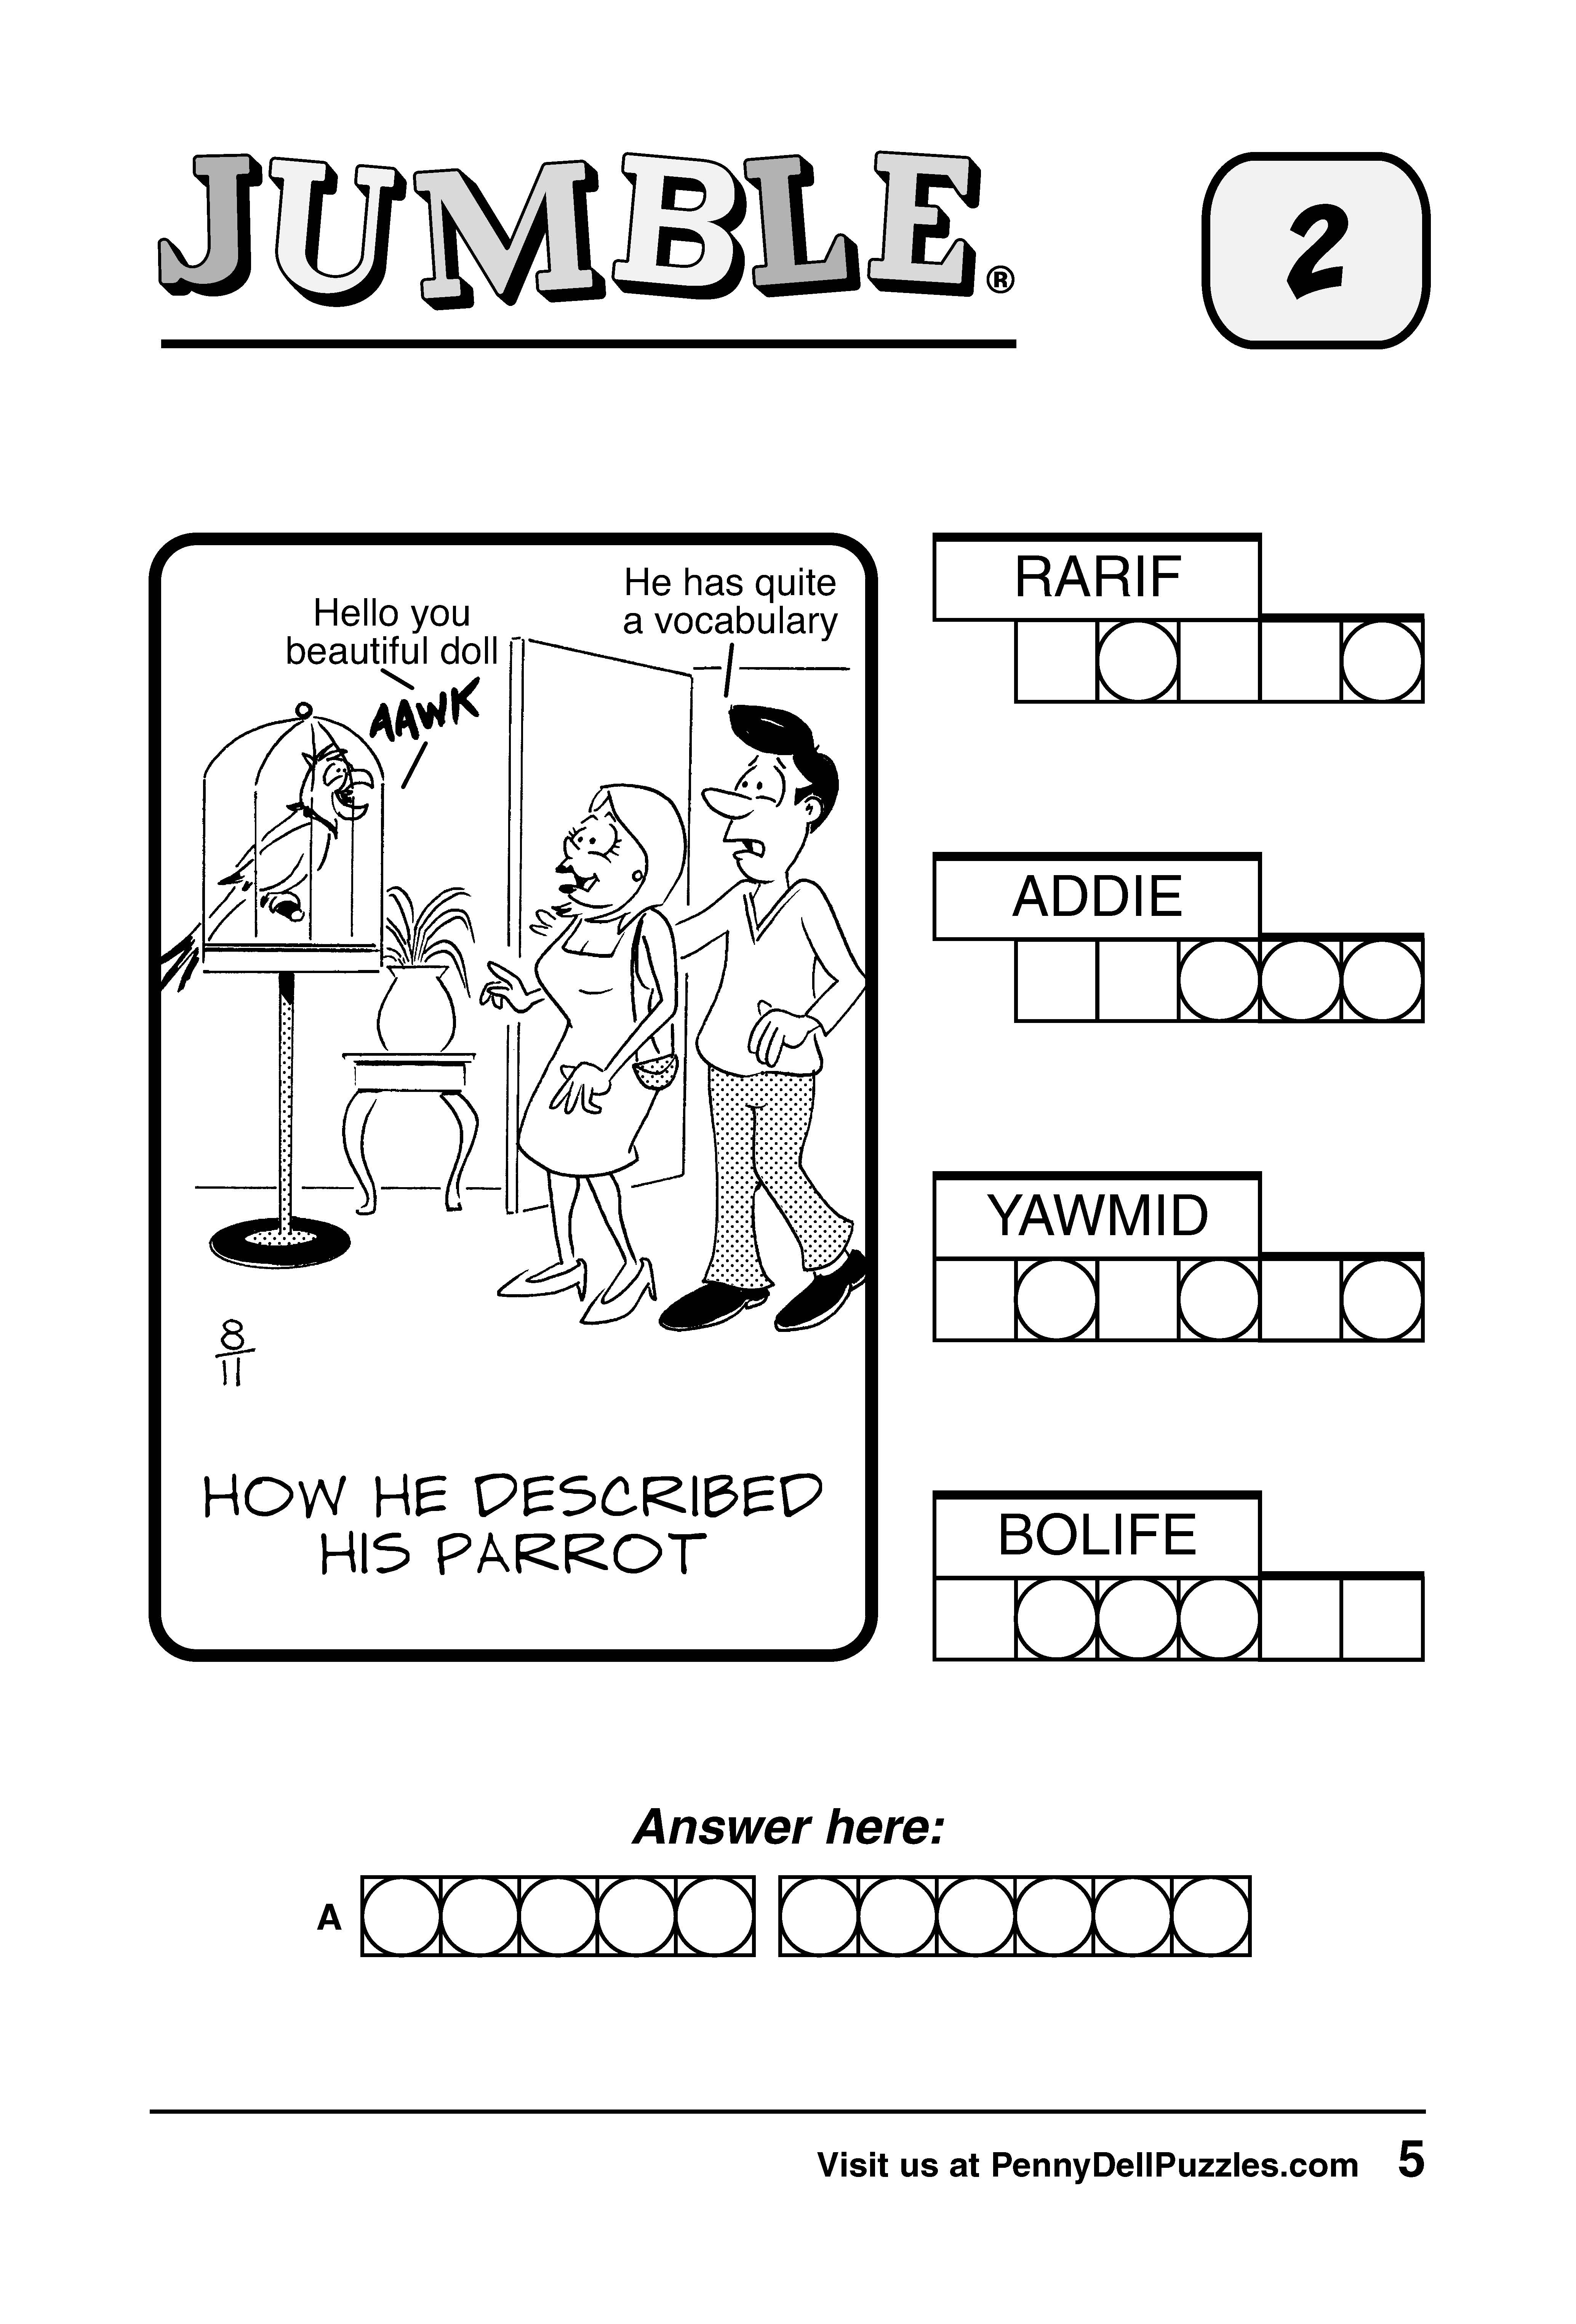 JUMBLE®
2
He has quite
a vocabulary
Hello you
beautiful doll
AAWK
8
11
HOW HE DESCRIBED
HIS PARROT
RARIF
ADDIE
YAWMID
BOLIFE
Answer here:
A
Visit us at PennyDellPuzzles.com 5